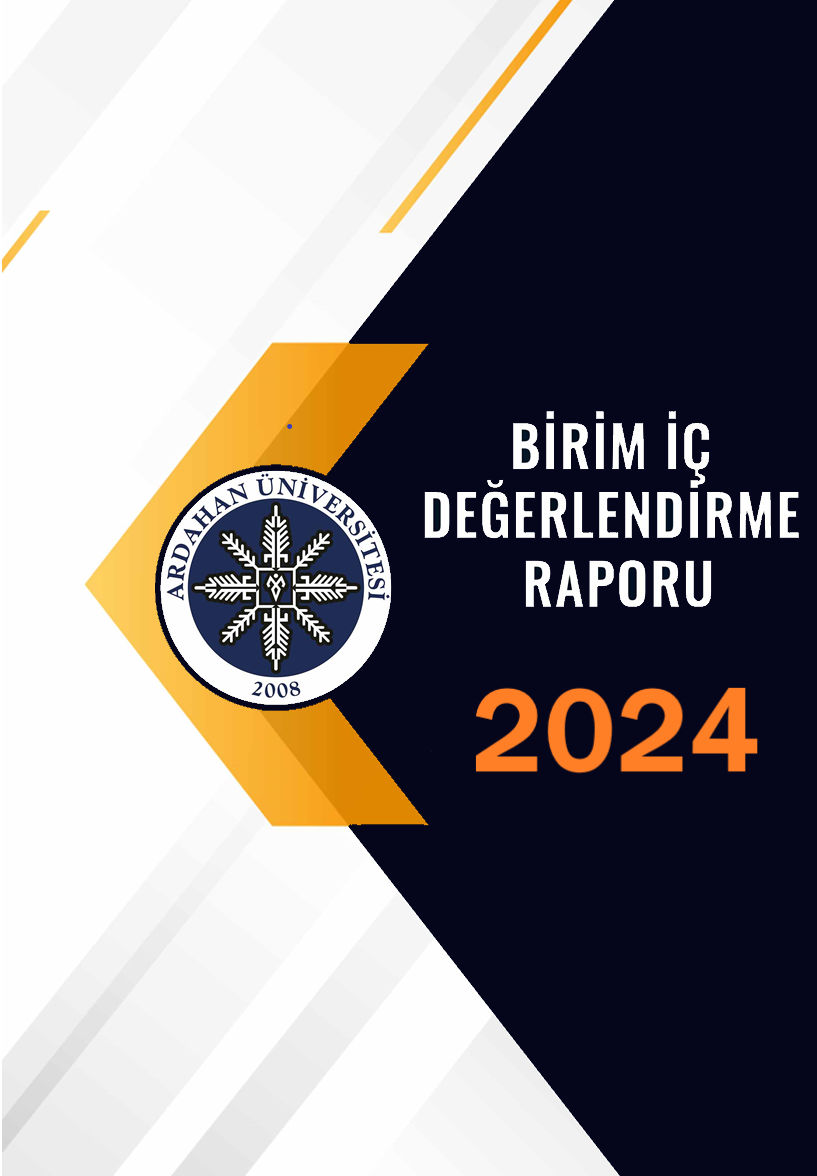 ARDAHAN ÜNİVERSİTESİ
2008
BİRİM İÇ
DEĞERLENDİRME
RAPORU
2024